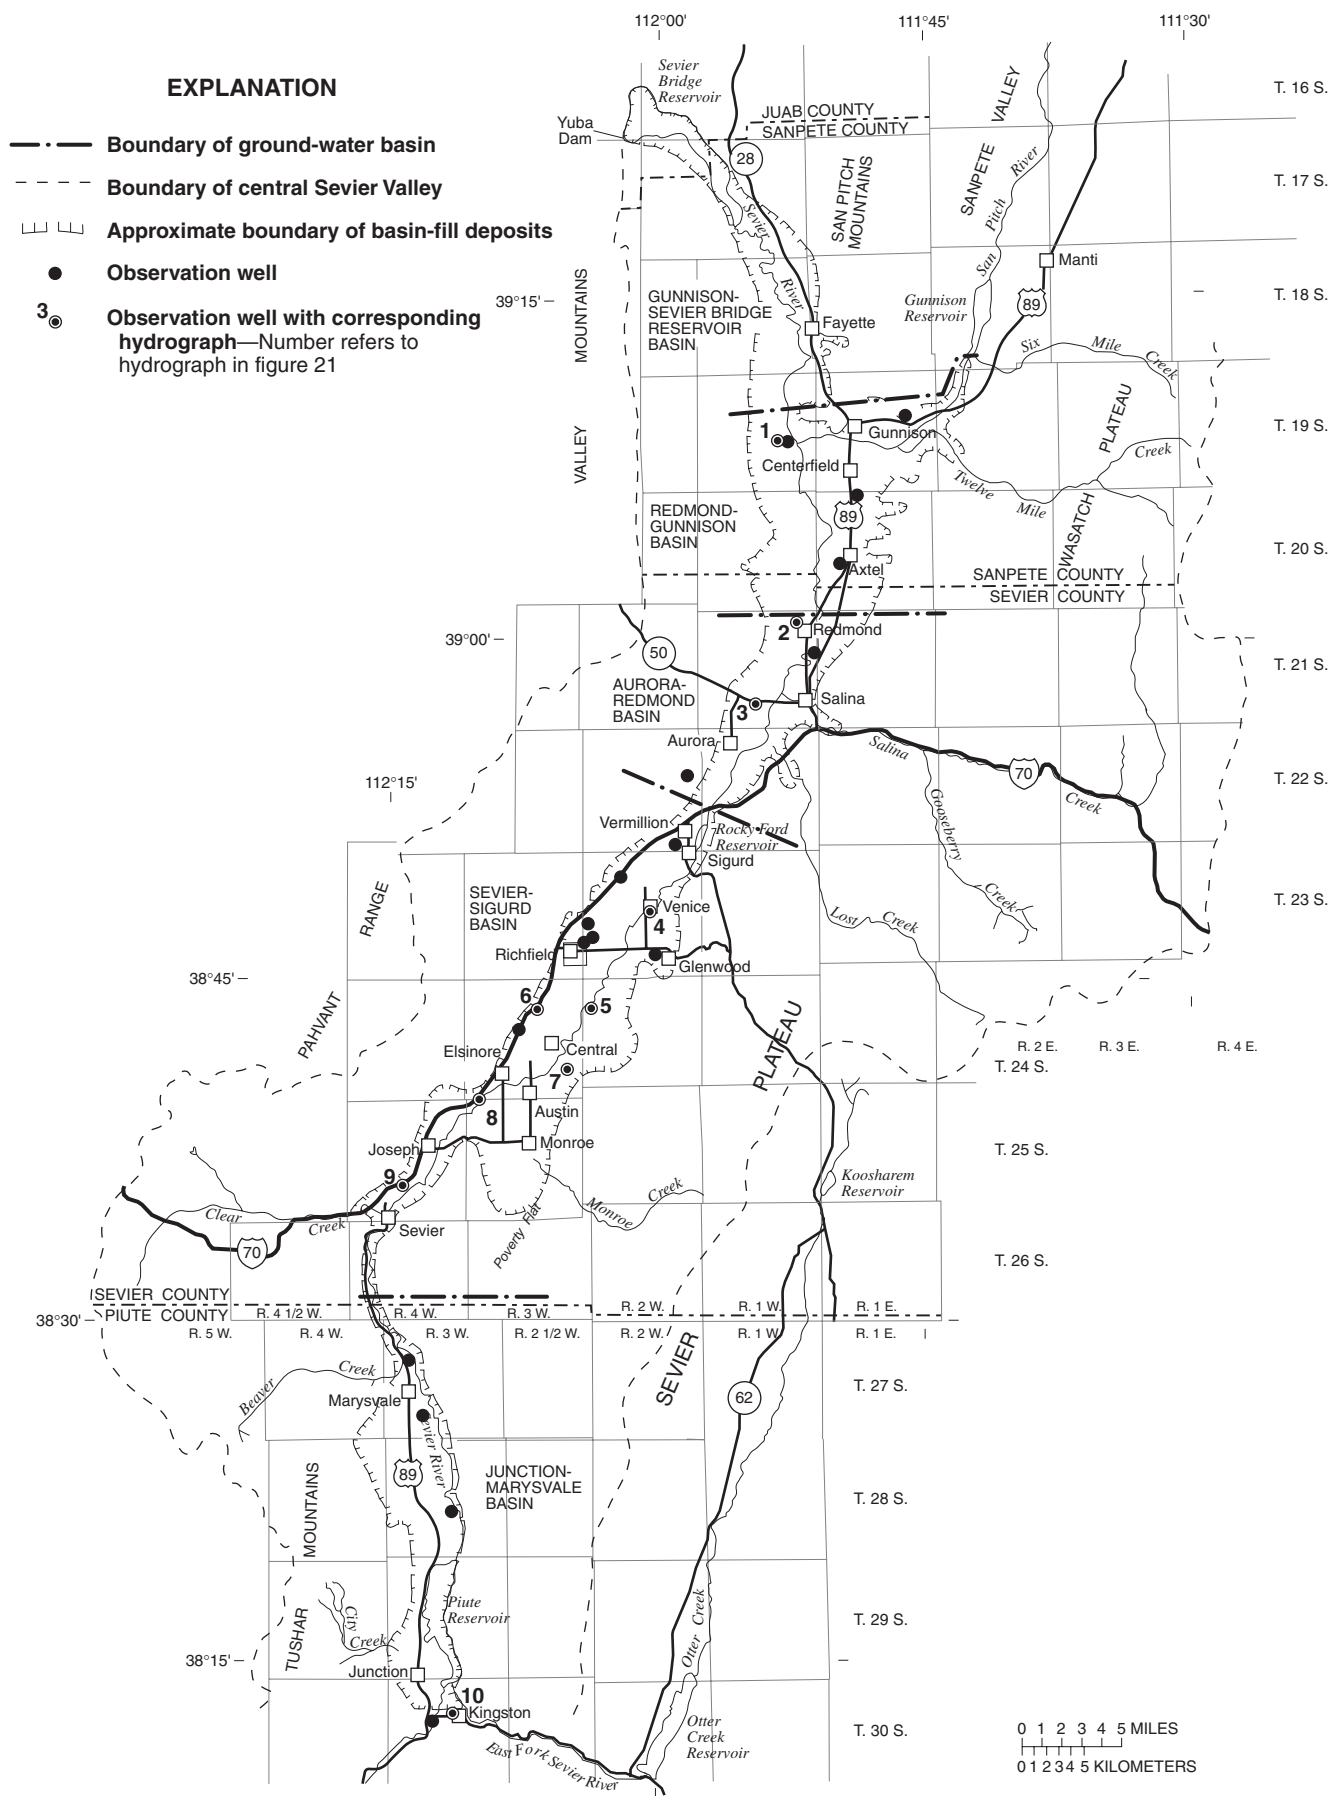 112°00'
111°45'
111°30'
EXPLANATION
Boundary of ground-water basin
Boundary of central Sevier Valley
Approximate boundary of basin-fill deposits
Observation well
3
Observation well with corresponding
hydrograph—Number refers to
hydrograph in figure 21
Sevier
Bridge
Reservoir
Yuba
Dam
JUAB COUNTY
SANPETE COUNTY
28
T. 16 S.
T. 17 S.
T. 18 S.
T. 19 S.
T. 20 S.
T. 21 S.
T. 22 S.
T. 23 S.
SAN PITCH
MOUNTAINS
SANPETE VALLEY
San Pitch River
Sevier
River
Manti
89
39°15'
VALLEY MOUNTAINS
GUNNISON-
SEVIER BRIDGE
RESERVOIR
BASIN
Fayette
Gunnison
Reservoir
Six Mile Creek
1
Gunnison
Centerfield
Twelve Mile Creek
WASATCH PLATEAU
REDMOND-
GUNNISON
BASIN
89
Axtel
SANPETE COUNTY
SEVIER COUNTY
39°00'
2
Redmond
50
AURORA-
REDMOND
BASIN
3
Salina
Aurora
Salina Creek
70
112°15'
Vermillion
Rocky Ford
Reservoir
Sigurd
Gooseberry Creek
Lost Creek
PAHVANT RANGE
SEVIER-
SIGURD
BASIN
Venice
4
Richfield
Glenwood
38°45'
6
5
Elsinore
Central
7
PLATEAU
R. 2 E.
R. 3 E.
R. 4 E.
T. 24 S.
8
Austin
Joseph
Monroe
T. 25 S.
9
Koosharem
Reservoir
Clear Creek
70
Sevier
Monroe Creek
Poverty Flat
T. 26 S.
SEVIER COUNTY
PIUTE COUNTY
R. 4 1/2 W.
R. 4 W.
R. 3 W.
R. 2 W.
R. 1 W.
R. 1 E.
38°30'
R. 5 W.
R. 4 W.
R. 3 W.
R. 2 1/2 W.
R. 2 W.
R. 1 W.
R. 1 E.
SEVIER
Beaver Creek
Marysvale
62
T. 27 S.
Sevier River
89
JUNCTION-
MARYSVALE
BASIN
T. 28 S.
TUSHAR MOUNTAINS
Piute
Reservoir
City
Creek
Otter Creek
T. 29 S.
38°15'
Junction
10
Kingston
East Fork Sevier River
Otter
Creek
Reservoir
T. 30 S.
0 1 2 3 4 5 MILES
0 1 2 3 4 5 KILOMETERS